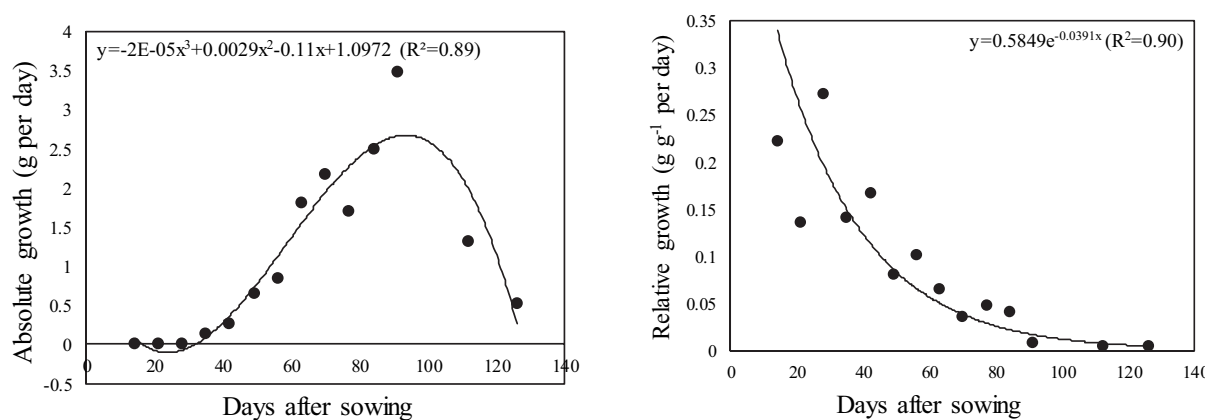 y=-2E-05x³+0.0029x²-0.11x+1.0972 (R²=0.89)
4
3.5
3
2.5
2
1.5
1
0.5
0
-0.5
0 20 40 60 80 100 120 140
Absolute growth (g per day)
Days after sowing
y=0.5849e⁻⁰·⁰³⁹¹ˣ (R²=0.90)
0.35
0.3
0.25
0.2
0.15
0.1
0.05
0
0 20 40 60 80 100 120 140
Relative growth (g g⁻¹ per day)
Days after sowing